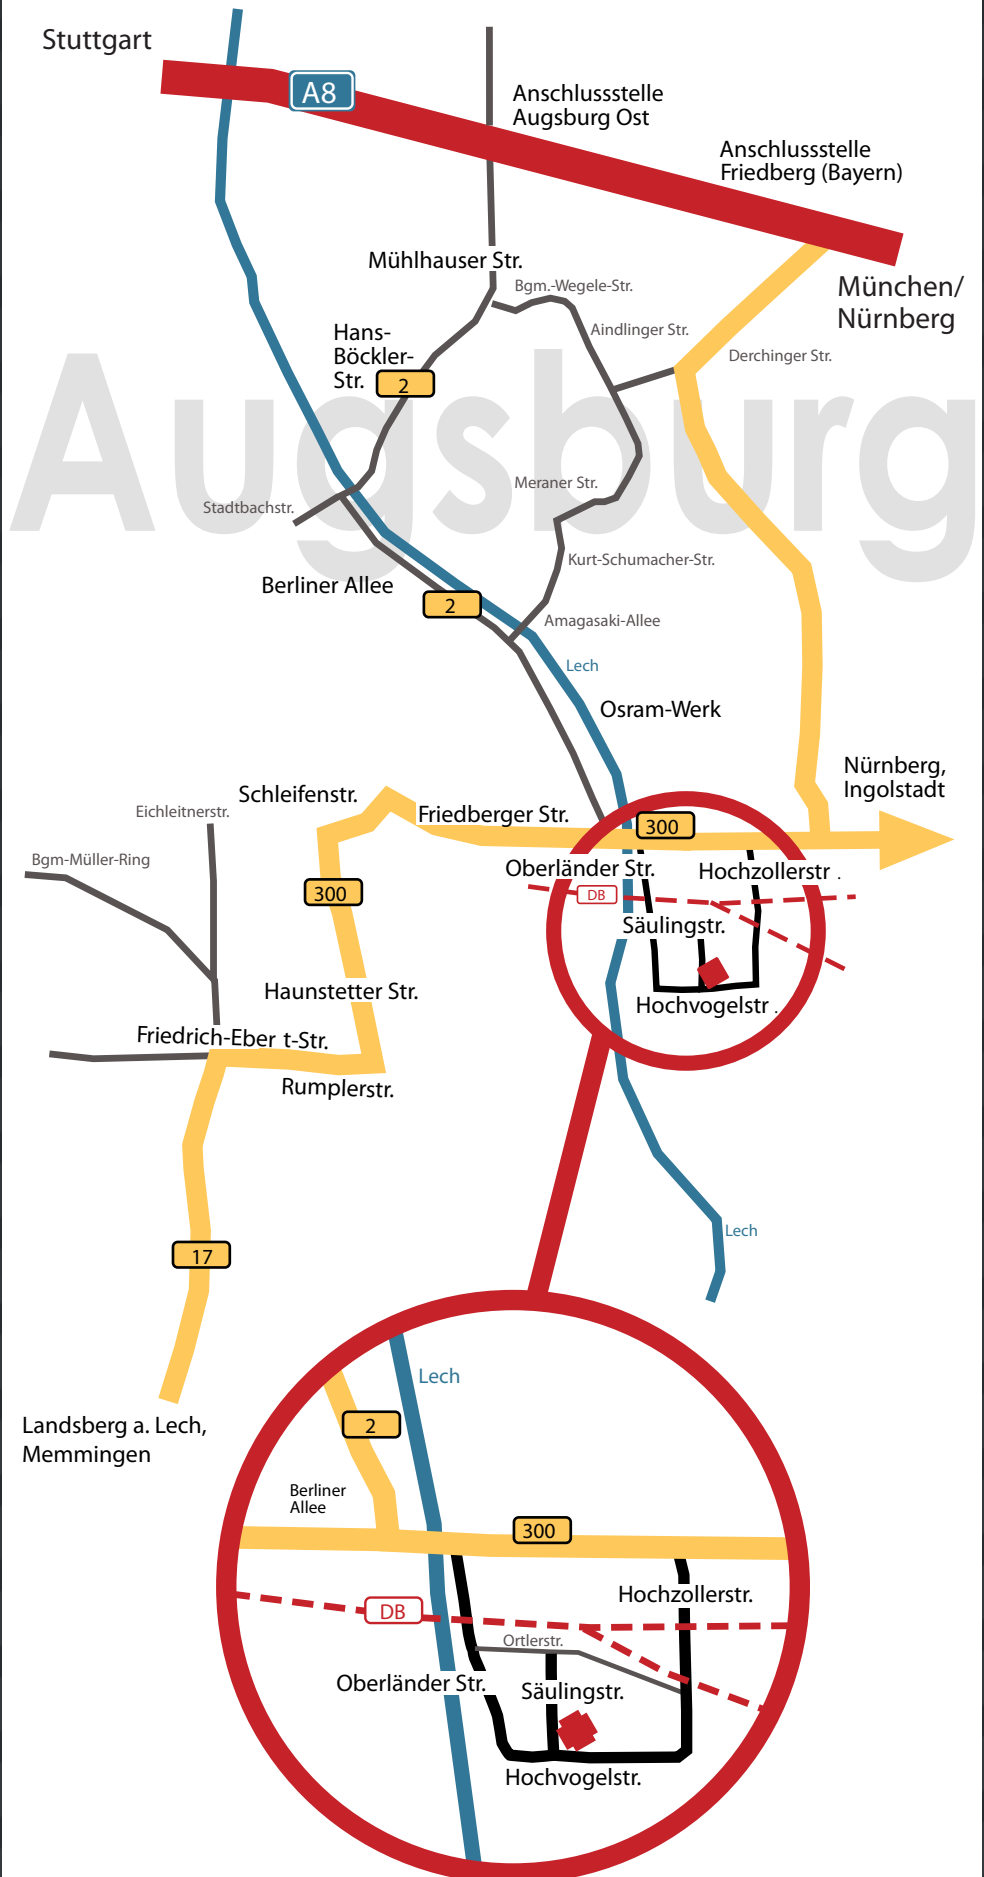 Stuttgart
A8
Anschlussstelle
Augsburg Ost
Anschlussstelle
Friedberg (Bayern)
München/
Nürnberg
Mühlhauser Str.
Bgm.-Wegele-Str.
Hans-
Böckler-
Str.
2
Aindlinger Str.
Derchinger Str.
Augsburg
Meraner Str.
Stadtbachstr.
Kurt-Schumacher-Str.
Berliner Allee
2
Amagasaki-Allee
Lech
Osram-Werk
Nürnberg,
Ingolstadt
Schleifenstr.
Eichleitnerstr.
Friedberger Str.
300
Bgm-Müller-Ring
Oberländer Str.
Hochzollerstr .
300
DB
Säulingstr.
Haunstetter Str.
Hochvogelstr .
Friedrich-Eber t-Str.
Rumplerstr.
Lech
17
Landsberg a. Lech,
Memmingen
Lech
2
Berliner
Allee
300
Hochzollerstr.
DB
Ortlerstr.
Oberländer Str.
Säulingstr.
Hochvogelstr.